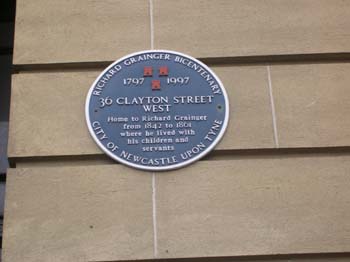 RICHARD GRAINGER BICENTENARY
1797 1997
36 CLAYTON STREET
WEST
Home to Richard Grainger
from 1842 to 1861
where he lived with
his children and
servants
CITY OF NEWCASTLE UPON TYNE